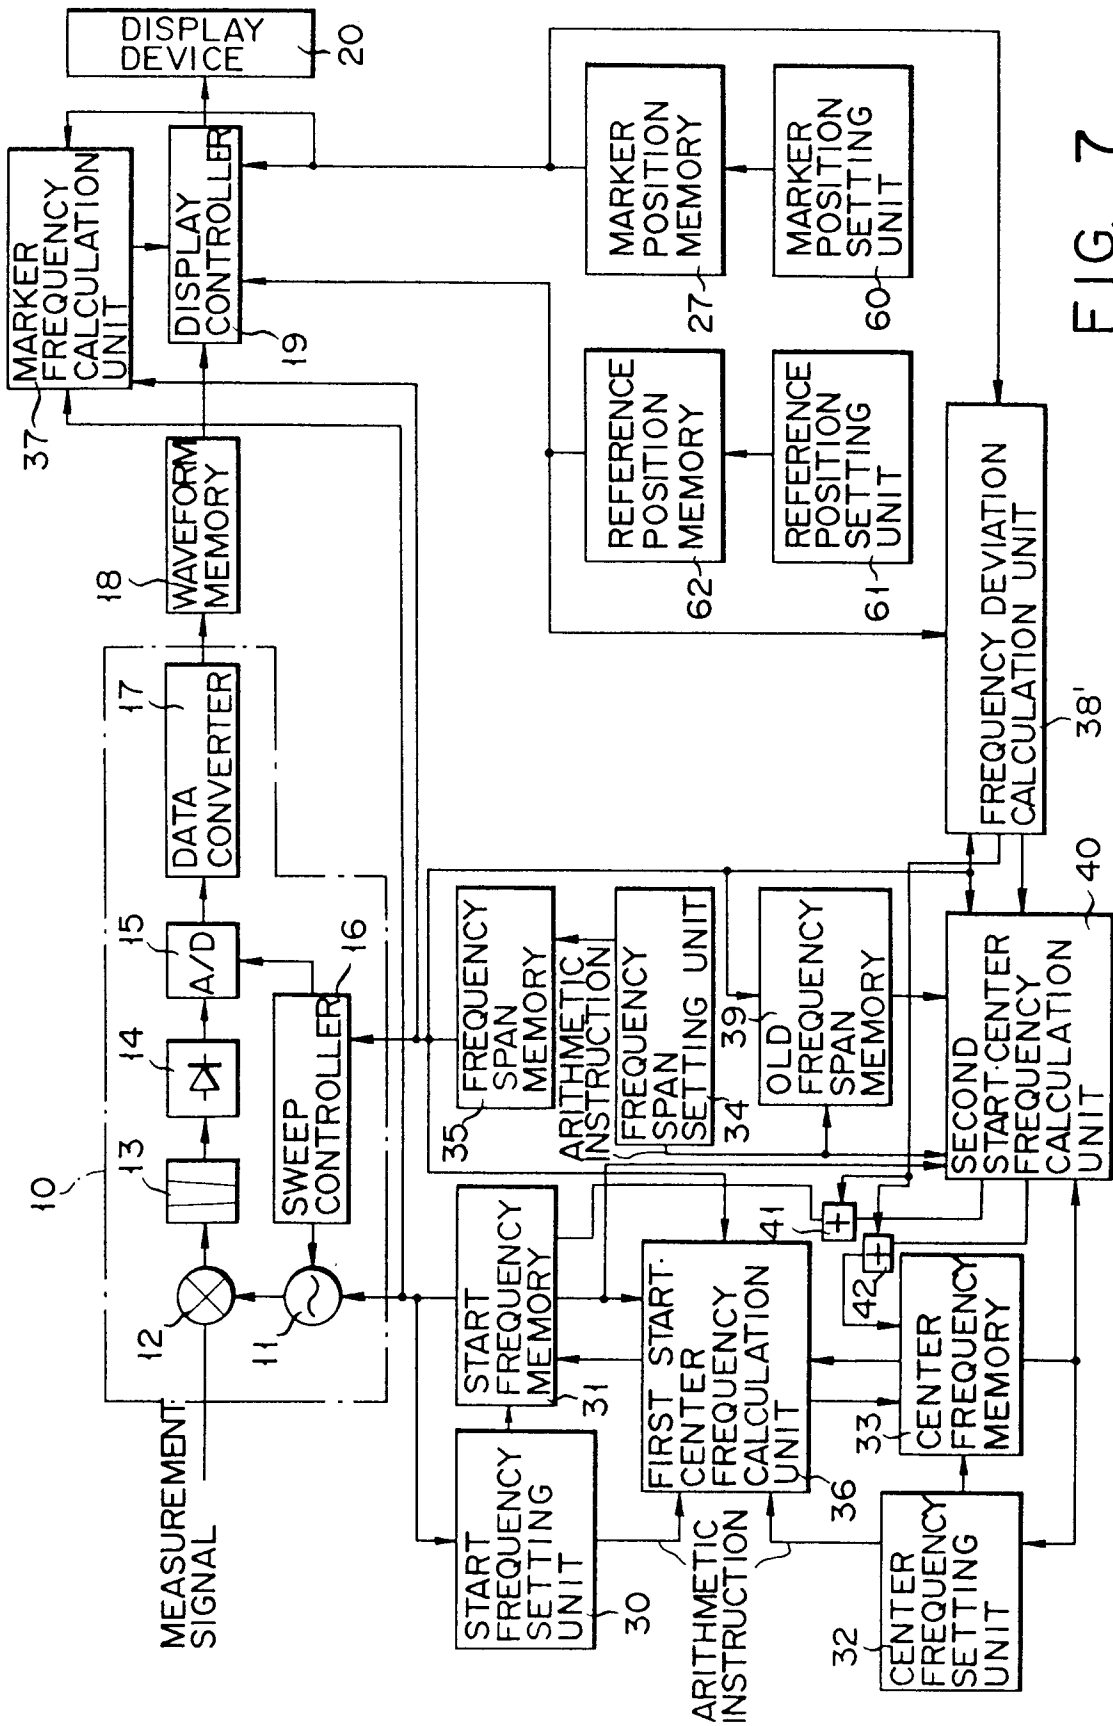 MEASUREMENT
SIGNAL
10
12
11
13
14
15
A/D
16
SWEEP
CONTROLLER
17
DATA
CONVERTER
18
WAVEFORM
MEMORY
37
MARKER
FREQUENCY
CALCULATION
UNIT
DISPLAY
CONTROLLER
19
DISPLAY
DEVICE
20
START
FREQUENCY
SETTING
UNIT
30
START
FREQUENCY
MEMORY
31
35
FREQUENCY
SPAN
MEMORY
ARITHMETIC
INSTRUCTION
FREQUENCY
SPAN
SETTING UNIT
34
39
OLD
FREQUENCY
SPAN
MEMORY
FIRST START·
CENTER
FREQUENCY
CALCULATION
UNIT
36
ARITHMETIC
INSTRUCTION
41
42
32
CENTER
FREQUENCY
SETTING
UNIT
33
CENTER
FREQUENCY
MEMORY
SECOND
START·CENTER
FREQUENCY
CALCULATION
UNIT
40
FREQUENCY DEVIATION
CALCULATION UNIT
38'
REFERENCE
POSITION
MEMORY
62
REFERENCE
POSITION
SETTING
UNIT
61
MARKER
POSITION
MEMORY
27
MARKER
POSITION
SETTING
UNIT
60
FIG. 7